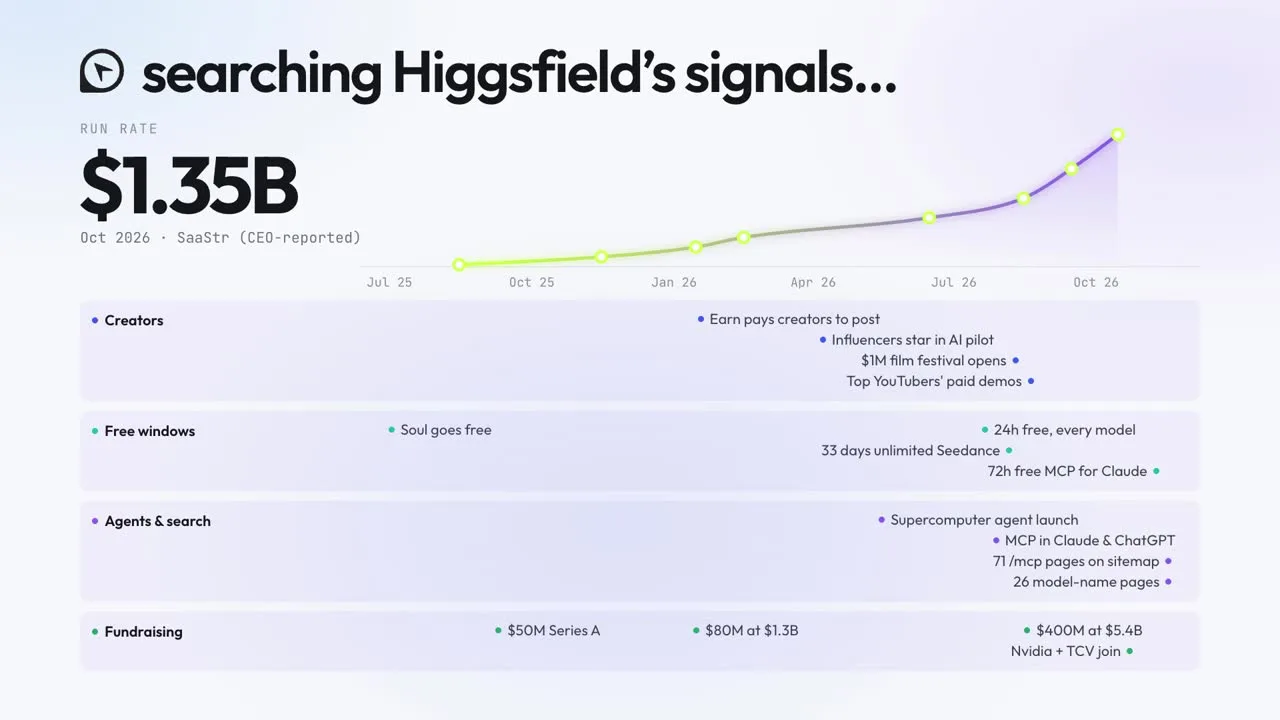 searching Higgsfield’s signals...
RUN RATE
$1.35B
Oct 2026 · SaaStr (CEO-reported)
Jul 25 Oct 25 Jan 26 Apr 26 Jul 26 Oct 26
Creators
Earn pays creators to post
Influencers star in AI pilot
$1M film festival opens
Top YouTubers' paid demos
Free windows
Soul goes free
24h free, every model
33 days unlimited Seedance
72h free MCP for Claude
Agents & search
Supercomputer agent launch
MCP in Claude & ChatGPT
71 /mcp pages on sitemap
26 model-name pages
Fundraising
$50M Series A
$80M at $1.3B
$400M at $5.4B
Nvidia + TCV join